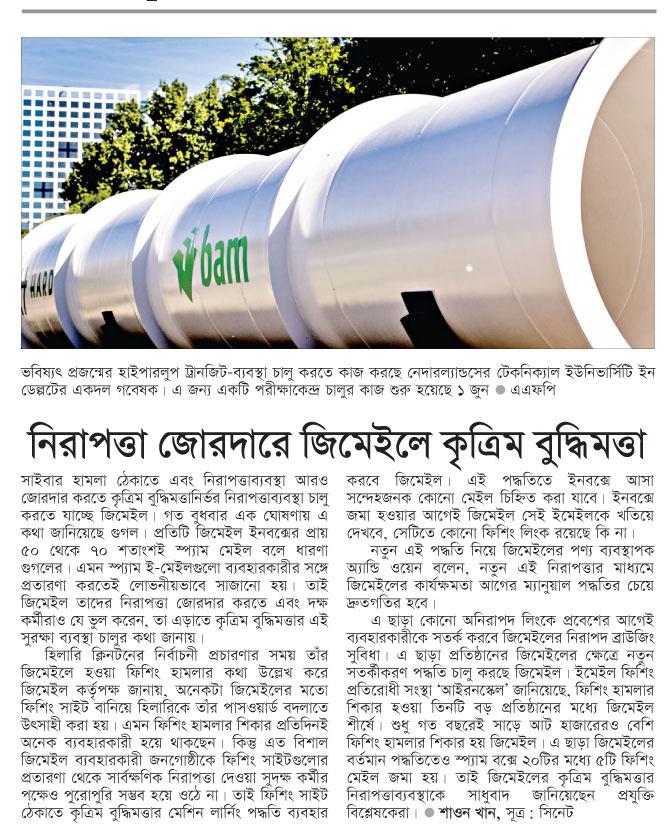 HARD
bam
ভবিষ্যৎ প্রজন্মের হাইপারলুপ ট্রানজিট-ব্যবস্থা চালু করতে কাজ করছে নেদারল্যান্ডসের টেকনিক্যাল ইউনিভার্সিটি ইন
ডেল্পটের একদল গবেষক। এ জন্য একটি পরীক্ষাকেন্দ্র চালুর কাজ শুরু হয়েছে ১ জুন ● এএফপি
নিরাপত্তা জোরদারে জিমেইলে কৃত্রিম বুদ্ধিমত্তা
সাইবার হামলা ঠেকাতে এবং নিরাপত্তাব্যবস্থা আরও
জোরদার করতে কৃত্রিম বুদ্ধিমত্তানির্ভর নিরাপত্তাব্যবস্থা চালু
করতে যাচ্ছে জিমেইল। গত বুধবার এক ঘোষণায় এ
কথা জানিয়েছে গুগল। প্রতিটি জিমেইল ইনবক্সের প্রায়
৫০ থেকে ৭০ শতাংশই স্প্যাম মেইল বলে ধারণা
গুগলের। এমন স্প্যাম ই-মেইলগুলো ব্যবহারকারীর সঙ্গে
প্রতারণা করতেই লোভনীয়ভাবে সাজানো হয়। তাই
জিমেইল তাদের নিরাপত্তা জোরদার করতে এবং দক্ষ
কর্মীরাও যে ভুল করেন, তা এড়াতে কৃত্রিম বুদ্ধিমত্তার এই
সুরক্ষা ব্যবস্থা চালুর কথা জানায়।
হিলারি ক্লিনটনের নির্বাচনী প্রচারণার সময় তাঁর
জিমেইলে হওয়া ফিশিং হামলার কথা উল্লেখ করে
জিমেইল কর্তৃপক্ষ জানায়, অনেকটা জিমেইলের মতো
ফিশিং সাইট বানিয়ে হিলারিকে তাঁর পাসওয়ার্ড বদলাতে
উৎসাহী করা হয়। এমন ফিশিং হামলার শিকার প্রতিদিনই
অনেক ব্যবহারকারী হয়ে থাকছেন। কিন্তু এত বিশাল
জিমেইল ব্যবহারকারী জনগোষ্ঠীকে ফিশিং সাইটগুলোর
প্রতারণা থেকে সার্বক্ষণিক নিরাপত্তা দেওয়া সুদক্ষ কর্মীর
পক্ষেও পুরোপুরি সম্ভব হয়ে ওঠে না। তাই ফিশিং সাইট
ঠেকাতে কৃত্রিম বুদ্ধিমত্তার মেশিন লার্নিং পদ্ধতি ব্যবহার
করবে জিমেইল। এই পদ্ধতিতে ইনবক্সে আসা
সন্দেহজনক কোনো মেইল চিহ্নিত করা যাবে। ইনবক্সে
জমা হওয়ার আগেই জিমেইল সেই ইমেইলকে খতিয়ে
দেখবে, সেটিতে কোনো ফিশিং লিংক রয়েছে কি না।
নতুন এই পদ্ধতি নিয়ে জিমেইলের পণ্য ব্যবস্থাপক
অ্যান্ডি ওয়েন বলেন, নতুন এই নিরাপত্তার মাধ্যমে
জিমেইলের কার্যক্ষমতা আগের ম্যানুয়াল পদ্ধতির চেয়ে
দ্রুতগতির হবে।
এ ছাড়া কোনো অনিরাপদ লিংকে প্রবেশের আগেই
ব্যবহারকারীকে সতর্ক করবে জিমেইলের নিরাপদ ব্রাউজিং
সুবিধা। এ ছাড়া প্রতিষ্ঠানের জিমেইলের ক্ষেত্রে নতুন
সতর্কীকরণ পদ্ধতি চালু করছে জিমেইল। ইমেইল ফিশিং
প্রতিরোধী সংস্থা 'আইরনস্কেল' জানিয়েছে, ফিশিং হামলার
শিকার হওয়া তিনটি বড় প্রতিষ্ঠানের মধ্যে জিমেইল
শীর্ষে। শুধু গত বছরেই সাড়ে আট হাজারেরও বেশি
ফিশিং হামলার শিকার হয় জিমেইল। এ ছাড়া জিমেইলের
বর্তমান পদ্ধতিতেও স্প্যাম বক্সে ২০টির মধ্যে ৫টি ফিশিং
মেইল জমা হয়। তাই জিমেইলের কৃত্রিম বুদ্ধিমত্তার
নিরাপত্তাব্যবস্থাকে সাধুবাদ জানিয়েছেন প্রযুক্তি
বিশ্লেষকেরা। ● শাওন খান, সূত্র : সিনেট